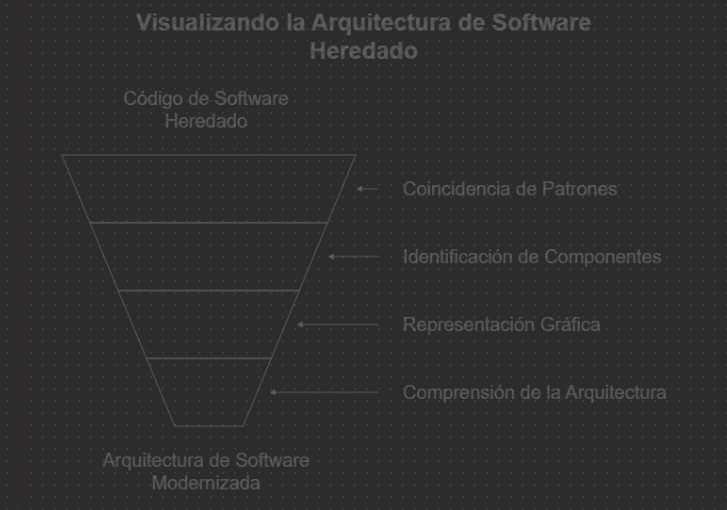 Visualizando la Arquitectura de Software
Heredado
Código de Software
Heredado
Coincidencia de Patrones
Identificación de Componentes
Representación Gráfica
Comprensión de la Arquitectura
Arquitectura de Software
Modernizada